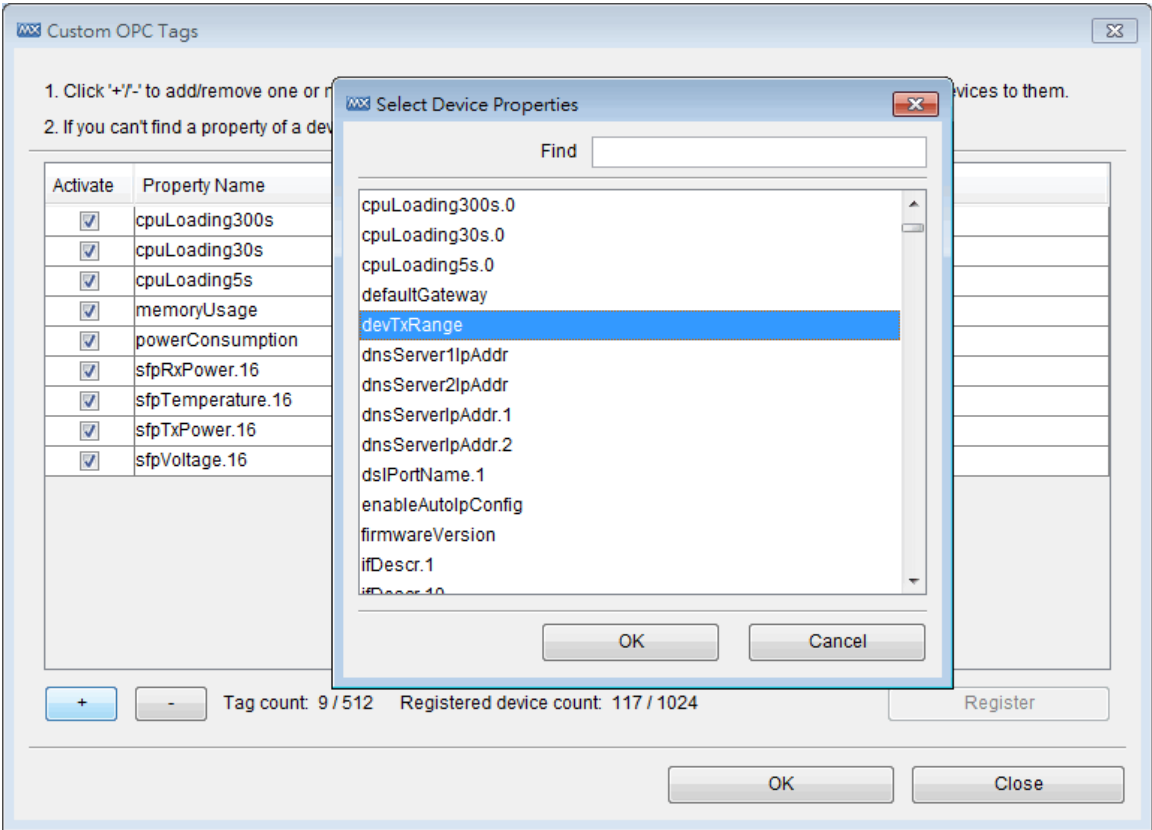 Custom OPC Tags
1. Click '+'/'-' to add/remove one or
vices to them.
2. If you can't find a property of a
Select Device Properties
Find
Activate Property Name
cpuLoading300s
cpuLoading30s
cpuLoading5s
memoryUsage
powerConsumption
sfpRxPower.16
sfpTemperature.16
sfpTxPower.16
sfpVoltage.16
cpuLoading300s.0
cpuLoading30s.0
cpuLoading5s.0
defaultGateway
devTxRange
dnsServer1IpAddr
dnsServer2IpAddr
dnsServerIpAddr.1
dnsServerIpAddr.2
dslPortName.1
enableAutoIpConfig
firmwareVersion
ifDescr.1
ifDescr.10
OK Cancel
+ - Tag count: 9 / 512 Registered device count: 117 / 1024 Register
OK Close